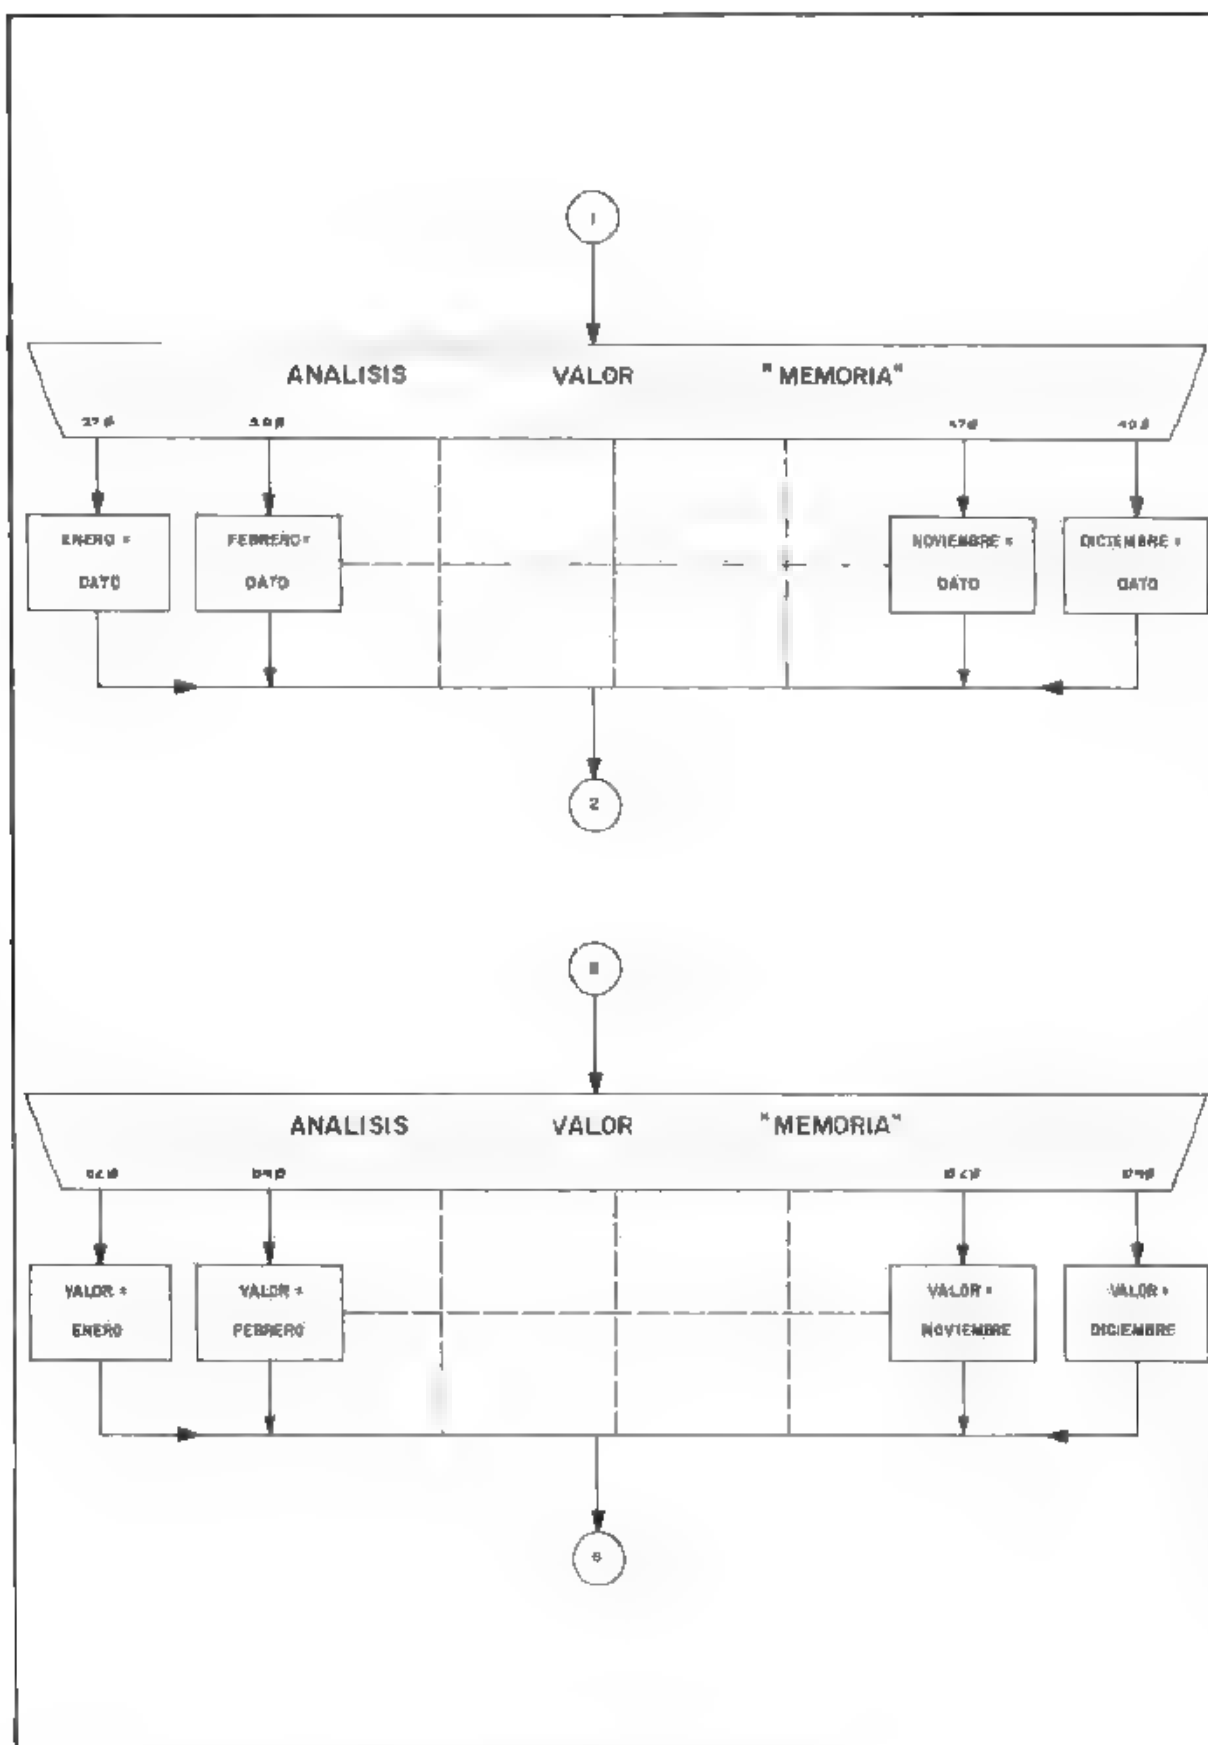 1
ANALISIS VALOR "MEMORIA"
ENERO = FEBRERO = NOVIEMBRE = DICIEMBRE =
DATO DATO DATO DATO
2
ANALISIS VALOR "MEMORIA"
VALOR = VALOR = VALOR = VALOR =
ENERO FEBRERO NOVIEMBRE DICIEMBRE